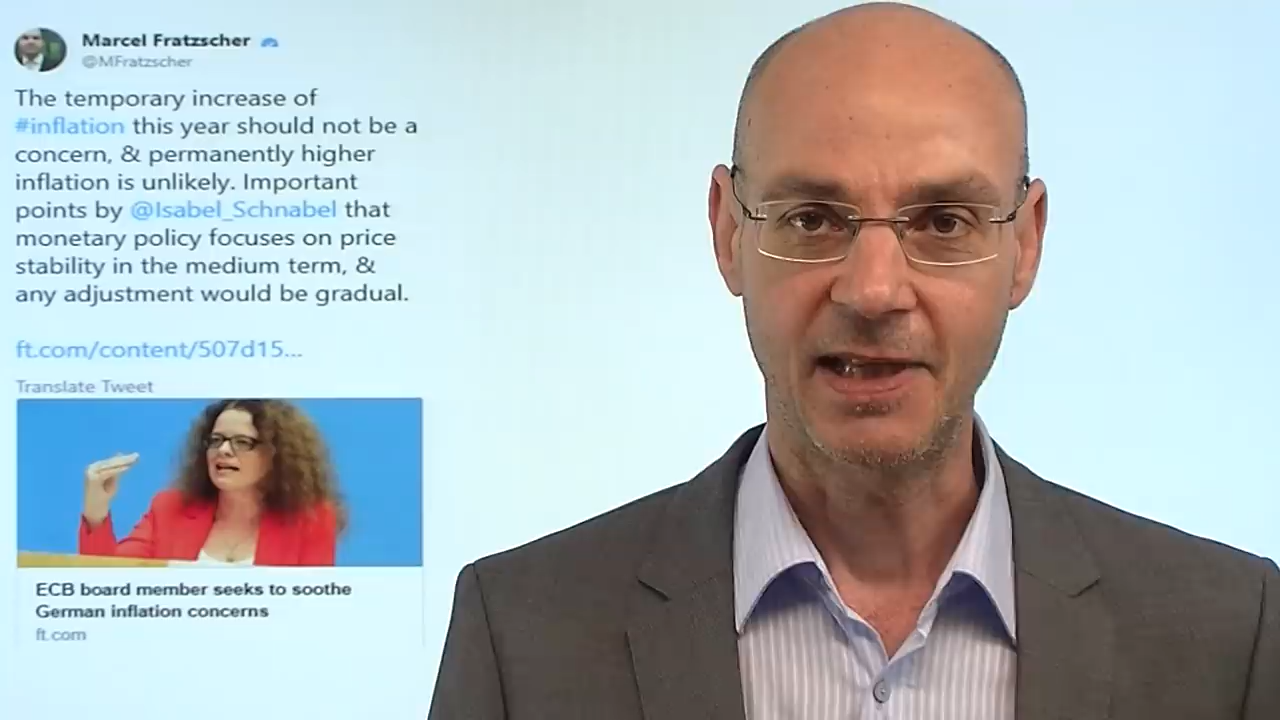 Marcel Fratzscher
@MFratzscher
The temporary increase of
#inflation this year should not be a
concern, & permanently higher
inflation is unlikely. Important
points by @Isabel_Schnabel that
monetary policy focuses on price
stability in the medium term, &
any adjustment would be gradual.
ft.com/content/507d15...
Translate Tweet
ECB board member seeks to soothe
German inflation concerns
ft.com